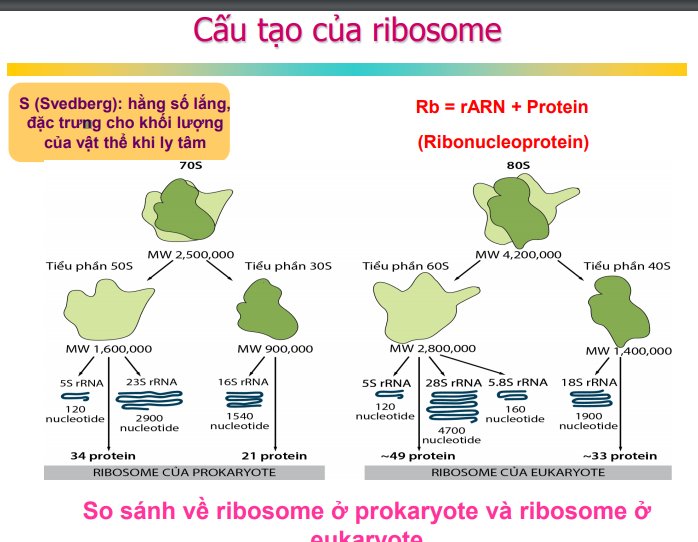 Cấu tạo của ribosome
S (Svedberg): hằng số lắng,
đặc trưng cho khối lượng
của vật thể khi ly tâm
Rb = rARN + Protein
(Ribonucleoprotein)
70S
MW 2,500,000
Tiểu phần 50S
Tiểu phần 30S
MW 1,600,000
MW 900,000
5S rRNA
23S rRNA
16S rRNA
120
nucleotide
2900
nucleotide
1540
nucleotide
34 protein
21 protein
RIBOSOME CỦA PROKARYOTE
80S
MW 4,200,000
Tiểu phần 60S
Tiểu phần 40S
MW 2,800,000
MW 1,400,000
5S rRNA
28S rRNA
5.8S rRNA
18S rRNA
120
nucleotide
4700
nucleotide
160
nucleotide
1900
nucleotide
~49 protein
~33 protein
RIBOSOME CỦA EUKARYOTE
So sánh về ribosome ở prokaryote và ribosome ở
eukaryote